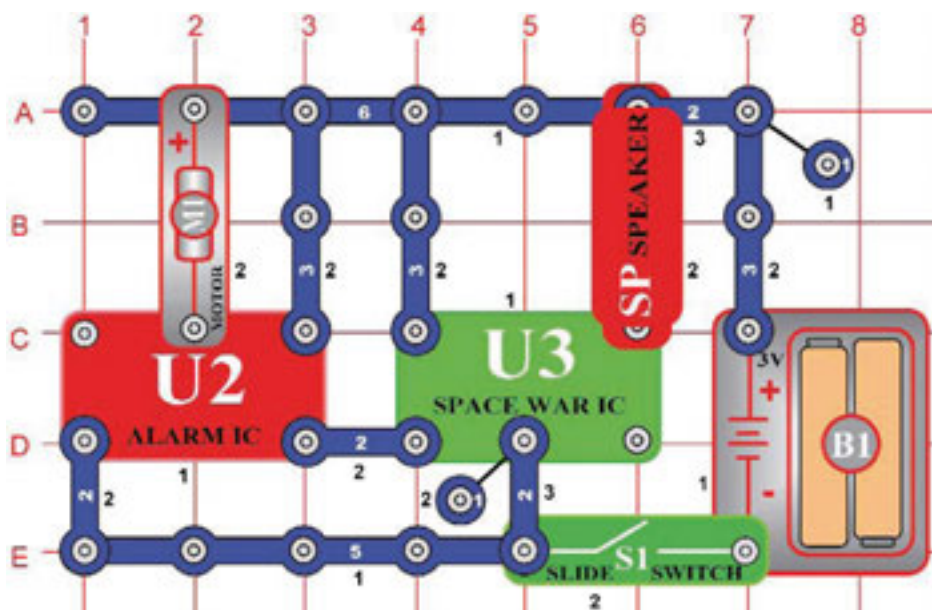 1 2 3 4 5 6 7 8
A 6 2
1 3
1
1
+
B M1 SPEAKER
2 3 2 3 2 SP 2 3 2
MOTOR
1
C U2 U3 3V
+
ALARM IC SPACE WAR IC
D 2 B1
1 2 1 -
2 2 2 1 2 3
E 5 S1
1 SLIDE SWITCH
2